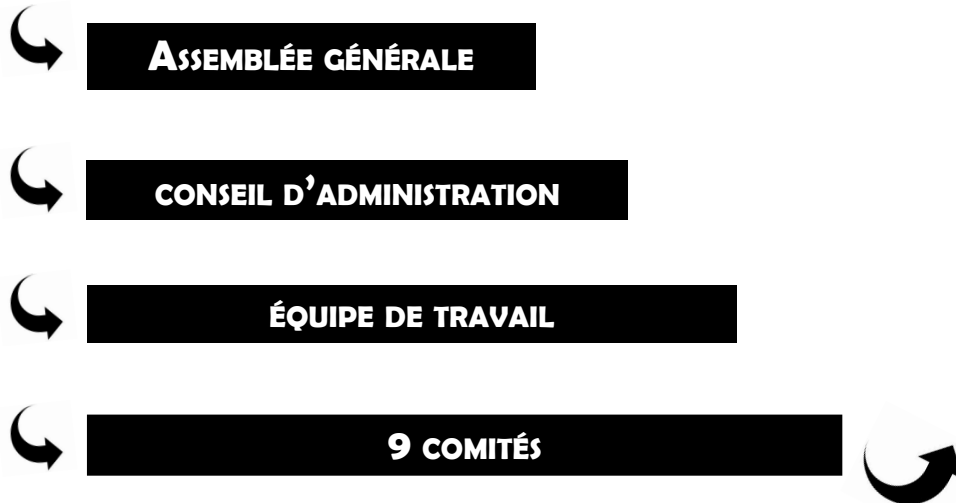 Assemblée générale
conseil d’administration
équipe de travail
9 comités